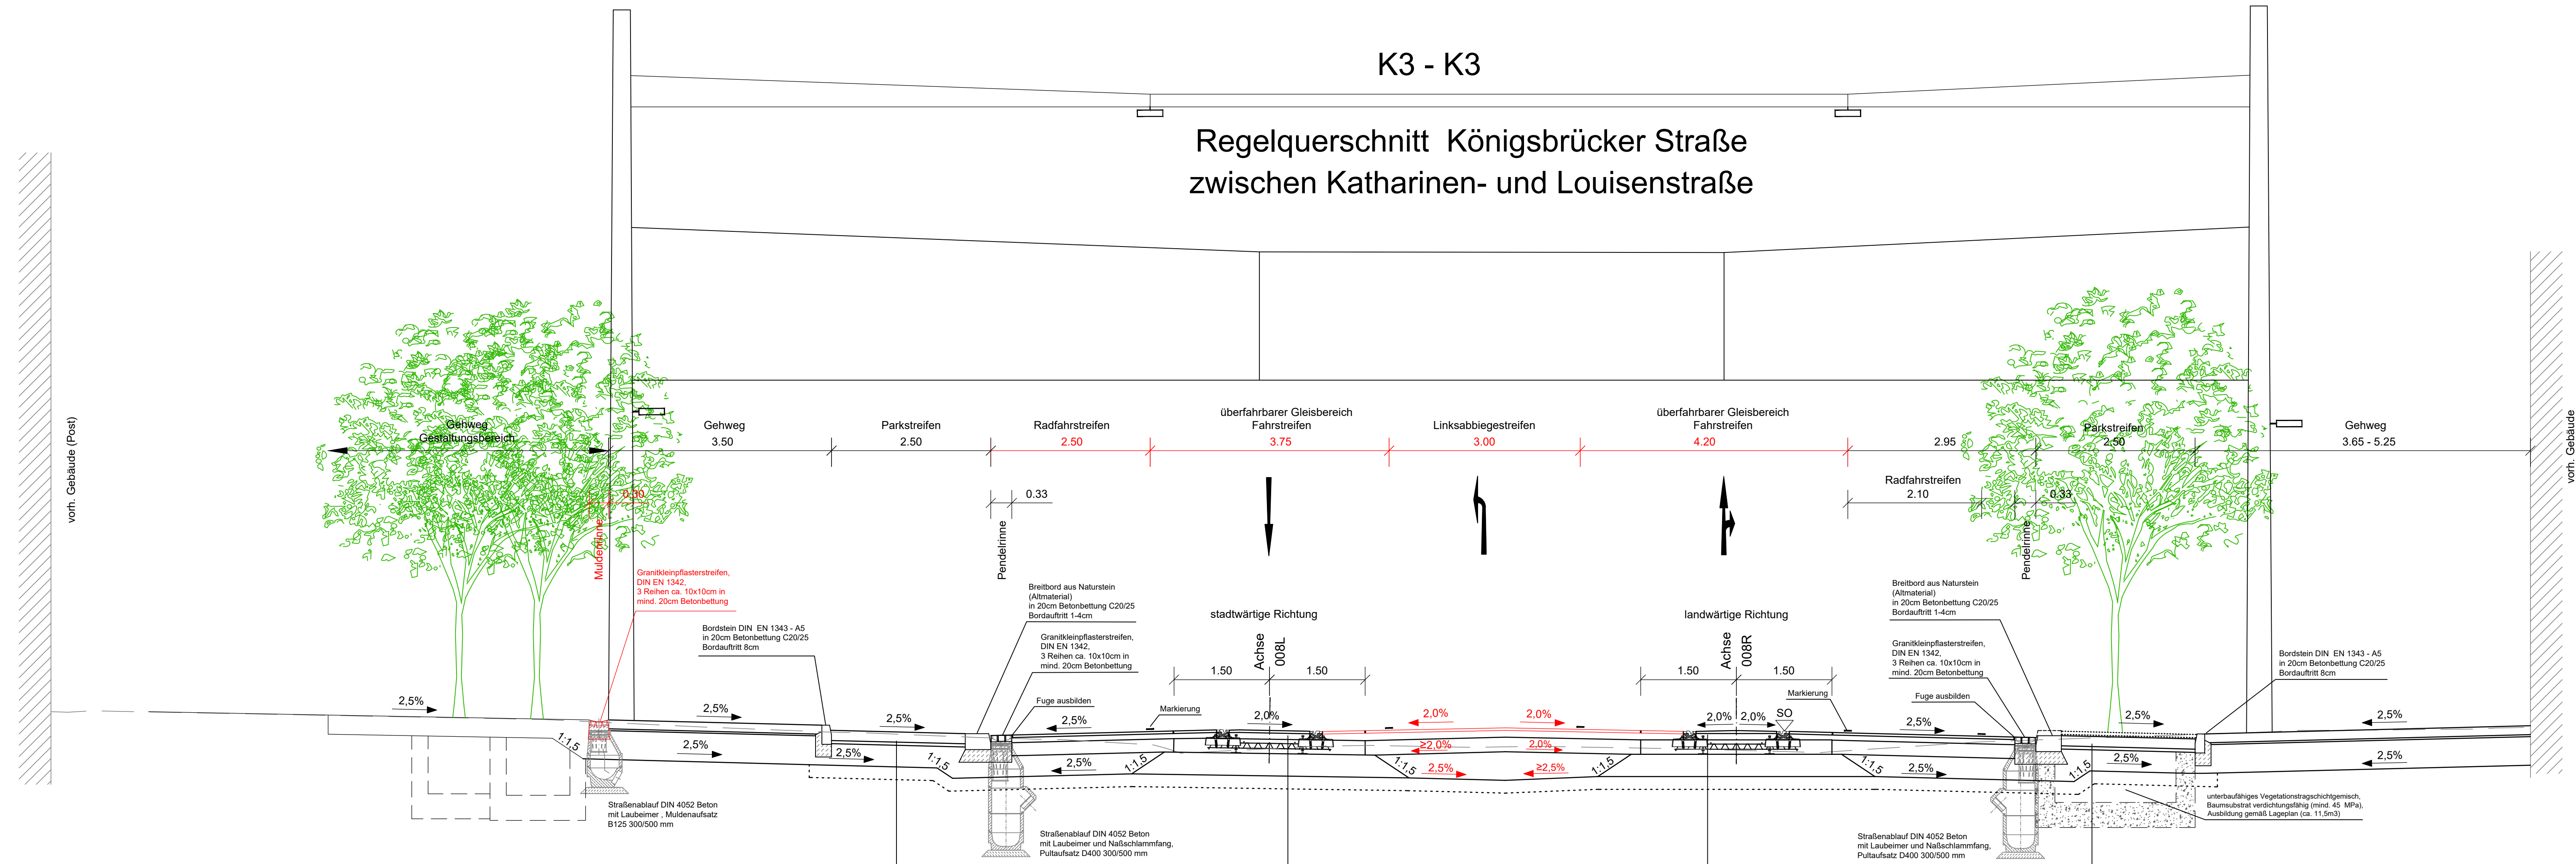 K3 - K3
Regelquerschnitt Königsbrücker Straße
zwischen Katharinen- und Louisenstraße
vorh. Gebäude (Post)
Gehweg
Gestaltungsbereich
Gehweg
3.50
Parkstreifen
2.50
Radfahrstreifen
2.50
überfahrbarer Gleisbereich
Fahrstreifen
3.75
Linksabbiegestreifen
3.00
überfahrbarer Gleisbereich
Fahrstreifen
4.20
2.95
Parkstreifen
2.50
Gehweg
3.65 - 5.25
vorh. Gebäude
0.30
Muldenrinne
0.33
Pendelrinne
Radfahrstreifen
2.10
0.33
Pendelrinne
Granitkleinpflasterstreifen,
DIN EN 1342,
3 Reihen ca. 10x10cm in
mind. 20cm Betonbettung
Bordstein DIN EN 1343 - A5
in 20cm Betonbettung C20/25
Bordauftritt 8cm
Breitbord aus Naturstein
(Altmaterial)
in 20cm Betonbettung C20/25
Bordauftritt 1-4cm
Granitkleinpflasterstreifen,
DIN EN 1342,
3 Reihen ca. 10x10cm in
mind. 20cm Betonbettung
Fuge ausbilden
Markierung
stadtwärtige Richtung
Achse
008L
1.50
1.50
landwärtige Richtung
Achse
008R
1.50
1.50
Markierung
SO
Breitbord aus Naturstein
(Altmaterial)
in 20cm Betonbettung C20/25
Bordauftritt 1-4cm
Granitkleinpflasterstreifen,
DIN EN 1342,
3 Reihen ca. 10x10cm in
mind. 20cm Betonbettung
Fuge ausbilden
Bordstein DIN EN 1343 - A5
in 20cm Betonbettung C20/25
Bordauftritt 8cm
2,5%
2,5%
2,5%
2,5%
2,0%
2,0%
2,0%
2,0%
2,0%
2,5%
2,5%
2,5%
1:1,5
2,5%
2,5%
1:1,5
2,5%
1:1,5
≥2,0%
2,0%
1:1,5
2,5%
≥2,5%
1:1,5
1:1,5
2,5%
1:1,5
2,5%
2,5%
Straßenablauf DIN 4052 Beton
mit Laubeimer , Muldenaufsatz
B125 300/500 mm
Straßenablauf DIN 4052 Beton
mit Laubeimer und Naßschlammfang,
Pultaufsatz D400 300/500 mm
Straßenablauf DIN 4052 Beton
mit Laubeimer und Naßschlammfang,
Pultaufsatz D400 300/500 mm
unterbaufähiges Vegetationstragschichtgemisch,
Baumsubstrat verdichtungsfähig (mind. 45 MPa),
Ausbildung gemäß Lageplan (ca. 11,5m3)